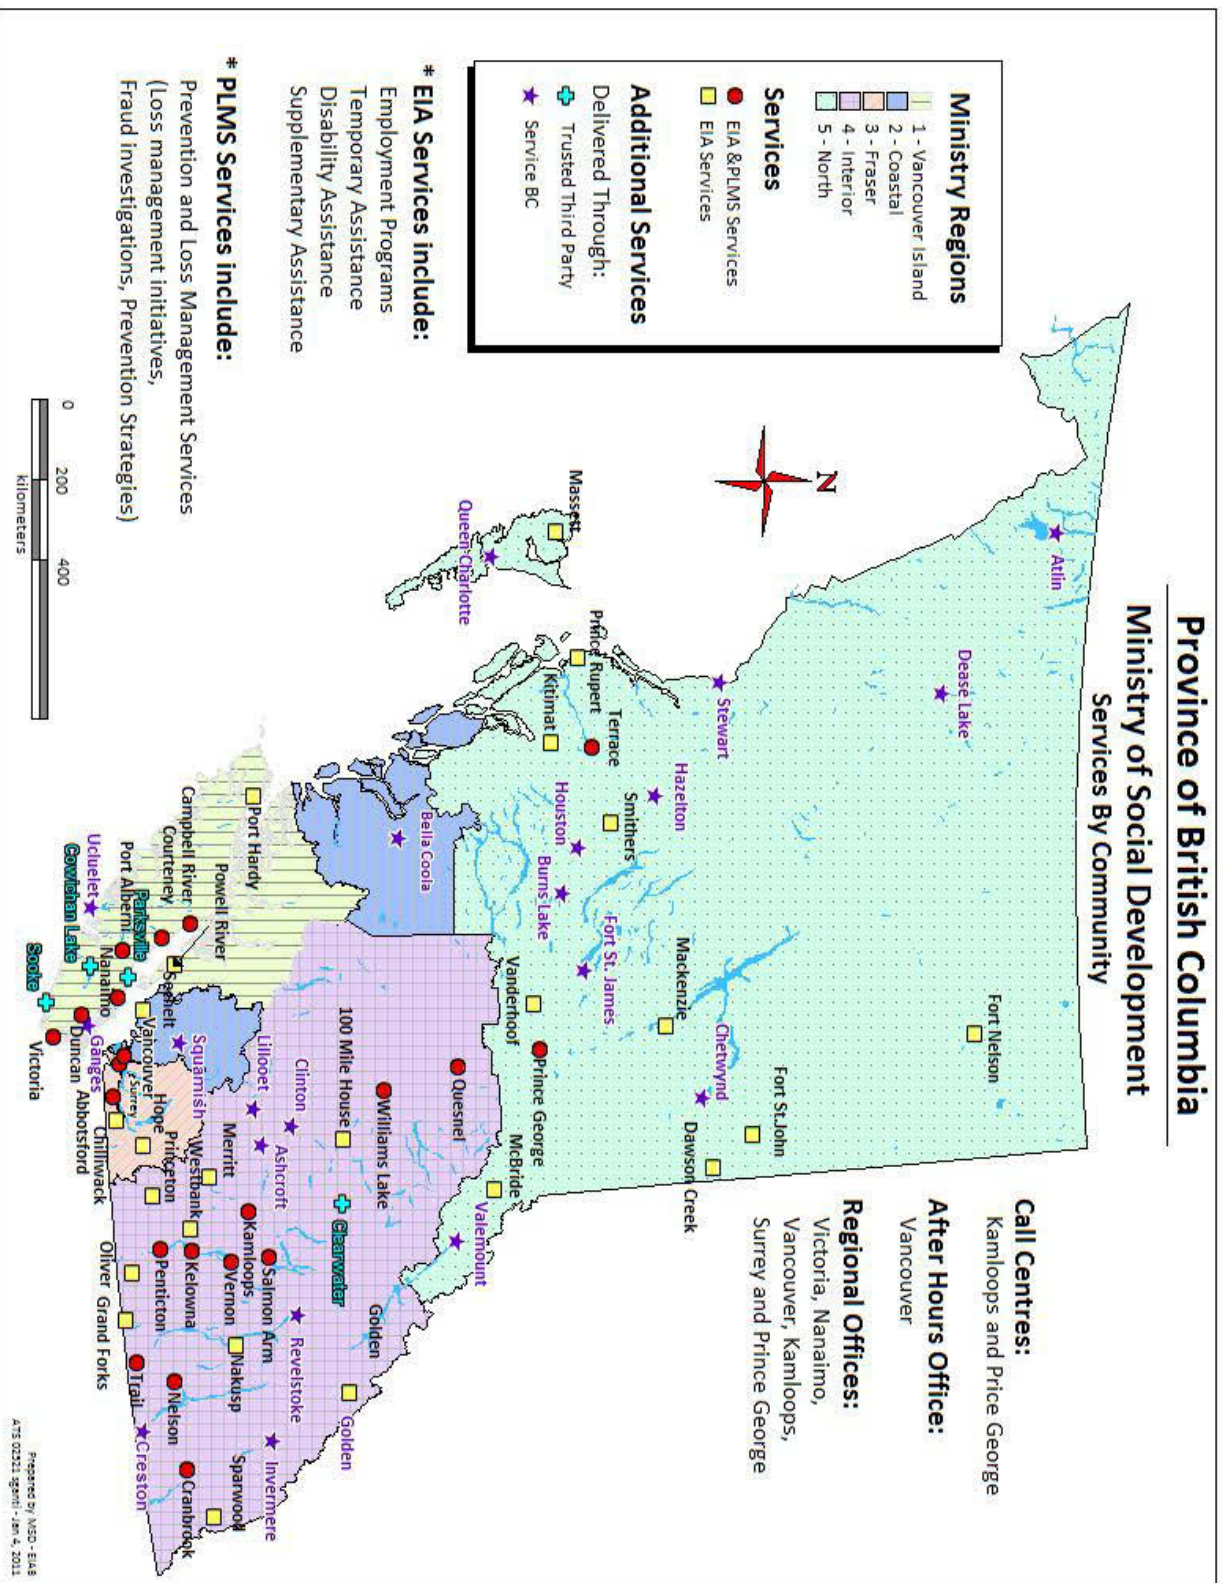 Province of British Columbia
Ministry of Social Development
Services By Community
Ministry Regions
1 - Vancouver Island
2 - Coastal
3 - Fraser
4 - Interior
5 - North
Services
EIA &PLMS Services
EIA Services
Additional Services
Delivered Through:
Trusted Third Party
Service BC
* EIA Services include:
Employment Programs
Temporary Assistance
Disability Assistance
Supplementary Assistance
* PLMS Services include:
Prevention and Loss Management Services
(Loss management initiatives,
Fraud investigations, Prevention Strategies)
0 200 400
kilometers
N
Call Centres:
Kamloops and Price George
After Hours Office:
Vancouver
Regional Offices:
Victoria, Nanaimo,
Vancouver, Kamloops,
Surrey and Prince George
Atlin
Dease Lake
Fort Nelson
Stewart
Hazelton
Smithers
Houston
Burns Lake
Fort St. James
Mackenzie
Chetwynd
Fort St.John
Dawson Creek
Massett
Queen Charlotte
Prince Rupert
Terrace
Kitimat
Vanderhoof
Prince George
McBride
Valemount
Bella Coola
Quesnel
Williams Lake
100 Mile House
Clearwater
Clinton
Ashcroft
Lillooet
Squamish
Port Hardy
Powell River
Campbell River
Courteney
Parksville
Port Alberni
Ucluelet
Cowichan Lake
Nanaimo
Sechelt
Sooke
Vancouver
Surrey
Ganges
Duncan
Victoria
Abbotsford
Chilliwack
Hope
Princeton
Merritt
Westbank
Kamloops
Salmon Arm
Vernon
Kelowna
Penticton
Oliver
Grand Forks
Golden
Golden
Revelstoke
Nakusp
Nelson
Trail
Creston
Invermere
Sparwood
Cranbrook
Prepared by MSD - EIAB
ATS 02321 sganti - Jan 4, 2011